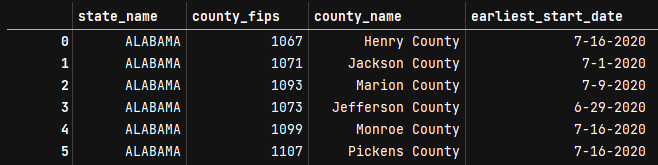 state_name county_fips county_name earliest_start_date
0 ALABAMA 1067 Henry County 7-16-2020
1 ALABAMA 1071 Jackson County 7-1-2020
2 ALABAMA 1093 Marion County 7-9-2020
3 ALABAMA 1073 Jefferson County 6-29-2020
4 ALABAMA 1099 Monroe County 7-16-2020
5 ALABAMA 1107 Pickens County 7-16-2020